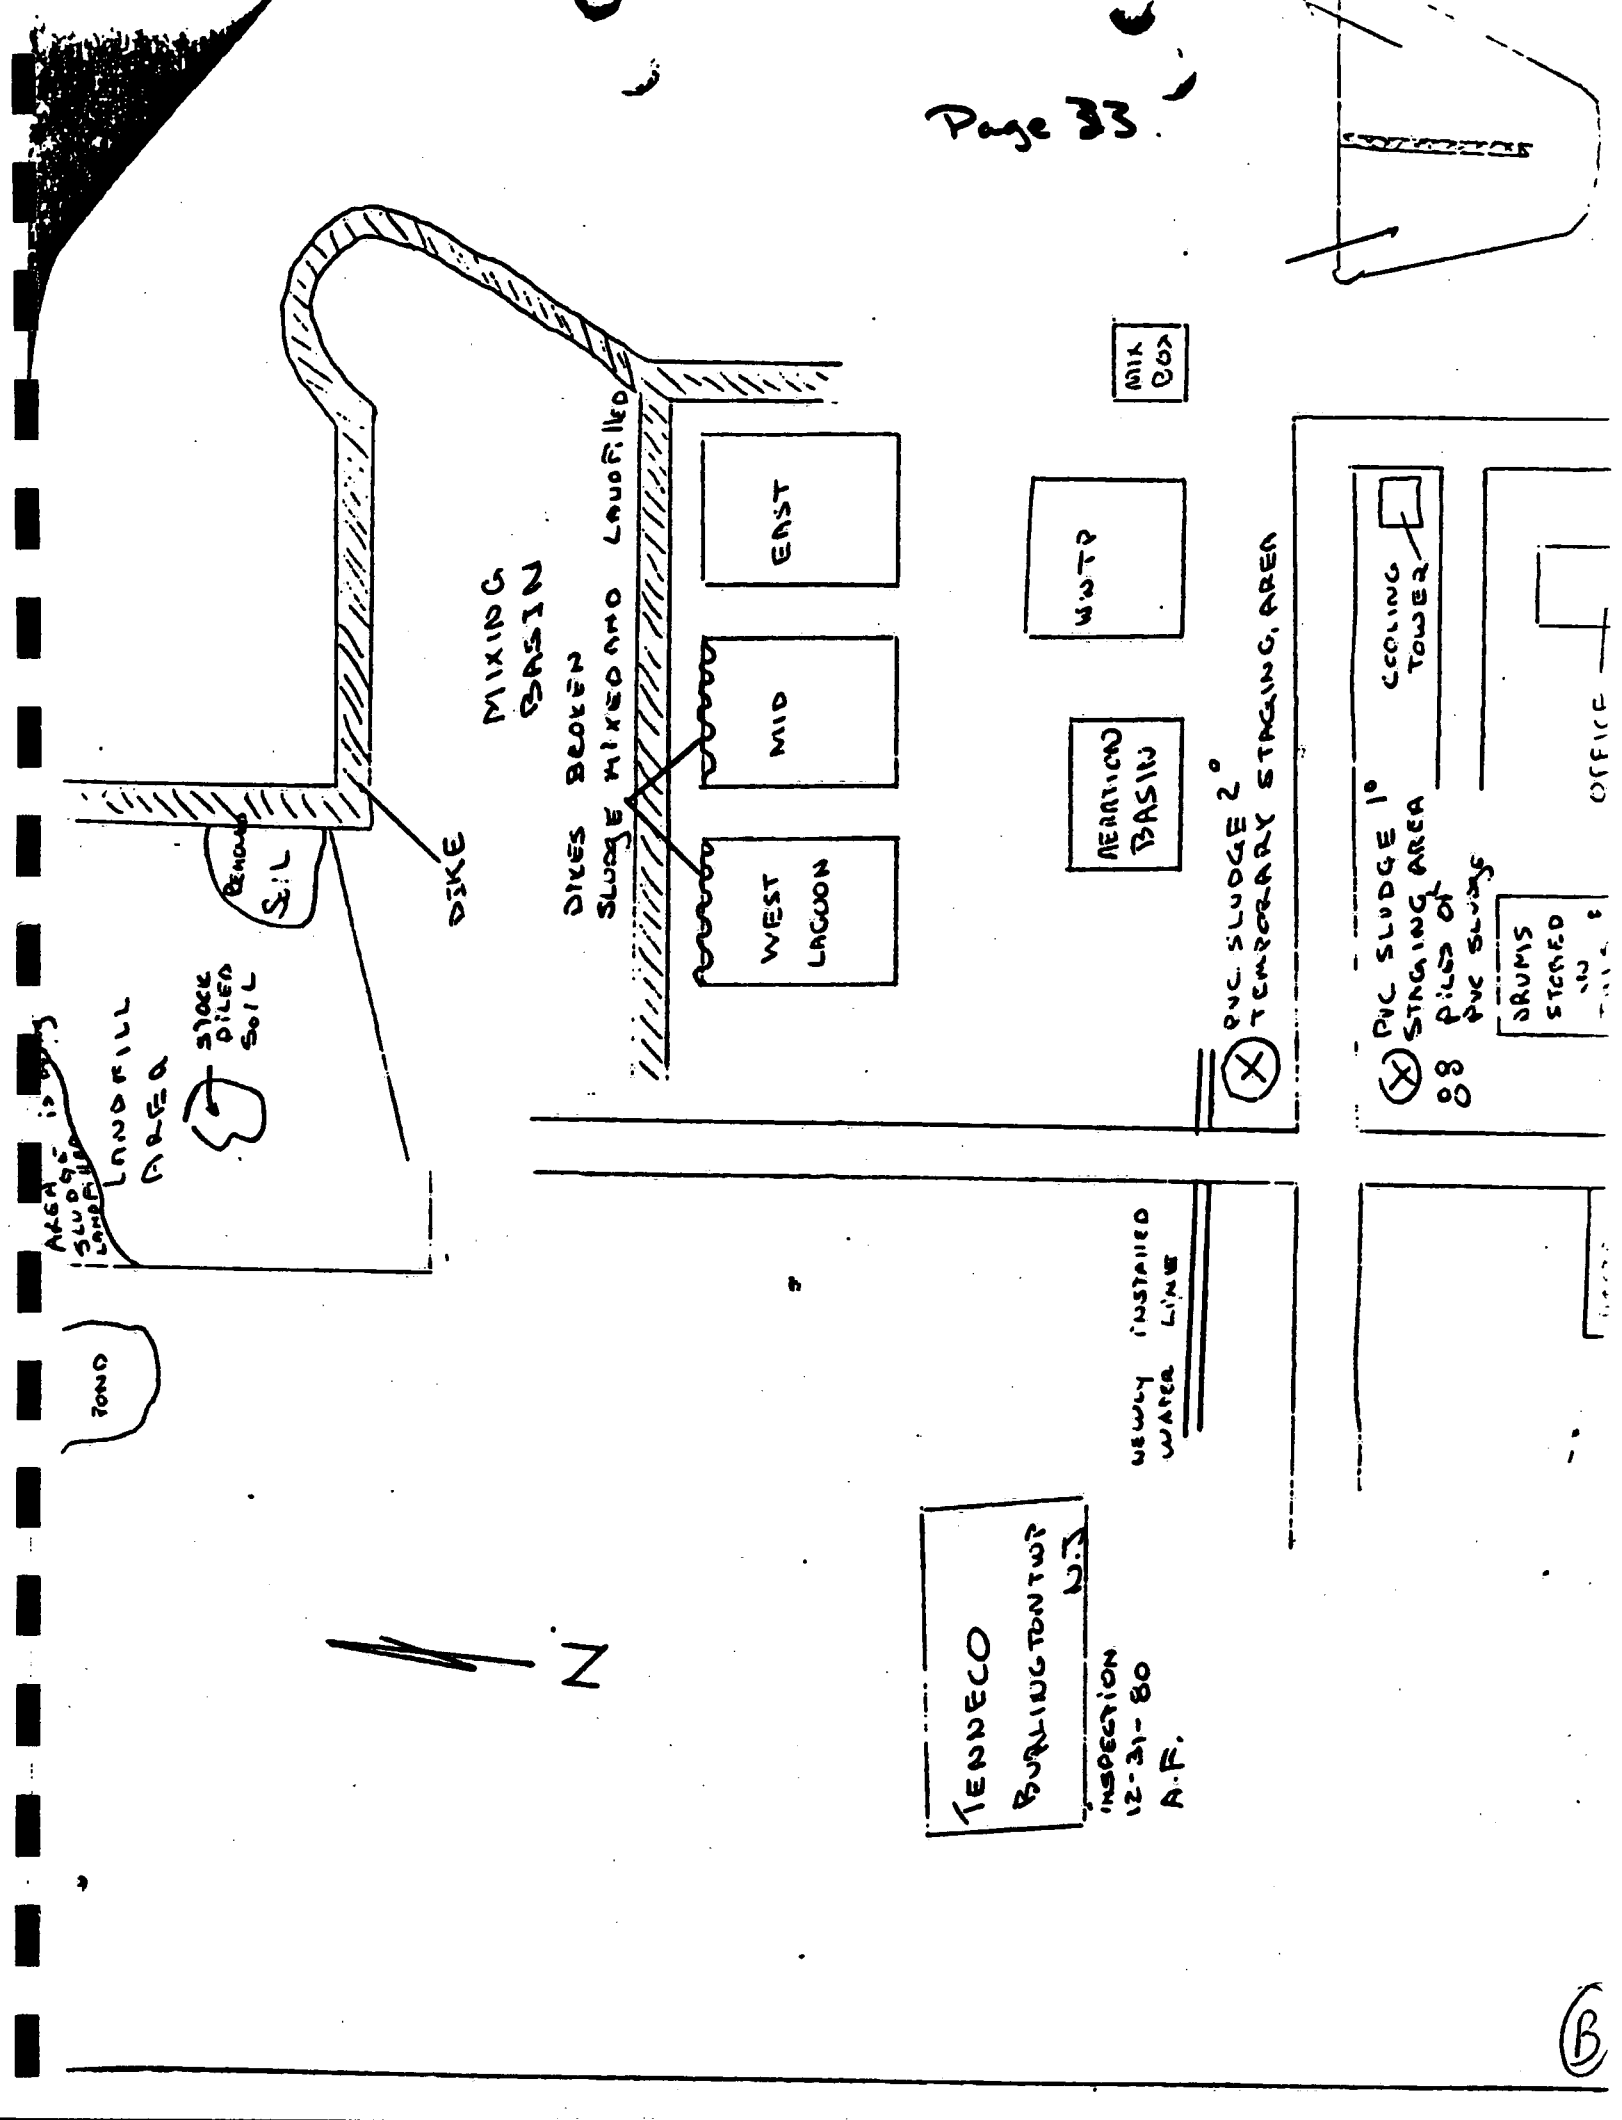 Page 33
AREA
SLUDGE
LANDFILLED
LANDFILL
AREA
STOCK
PILED
SOIL
REMOVED
SOIL
POND
DIKE
MIXING
BASIN
DIKES BROKEN
SLUDGE MIXED AND LANDFILLED
WEST
LAGOON
MID
EAST
MIX
BOX
WWTP
AERATION
BASIN
PVC SLUDGE 2°
TEMPORARY STAGING AREA
X
NEWLY INSTALLED
WATER LINE
COOLING
TOWER
PVC SLUDGE 1°
STAGING AREA
X
PILES OF
PVC SLUDGE
DRUMS
STORED
IN
OFFICE
N
TENNECO
BURLINGTON TWP
N.J
INSPECTION
12-31-80
A.F.
B